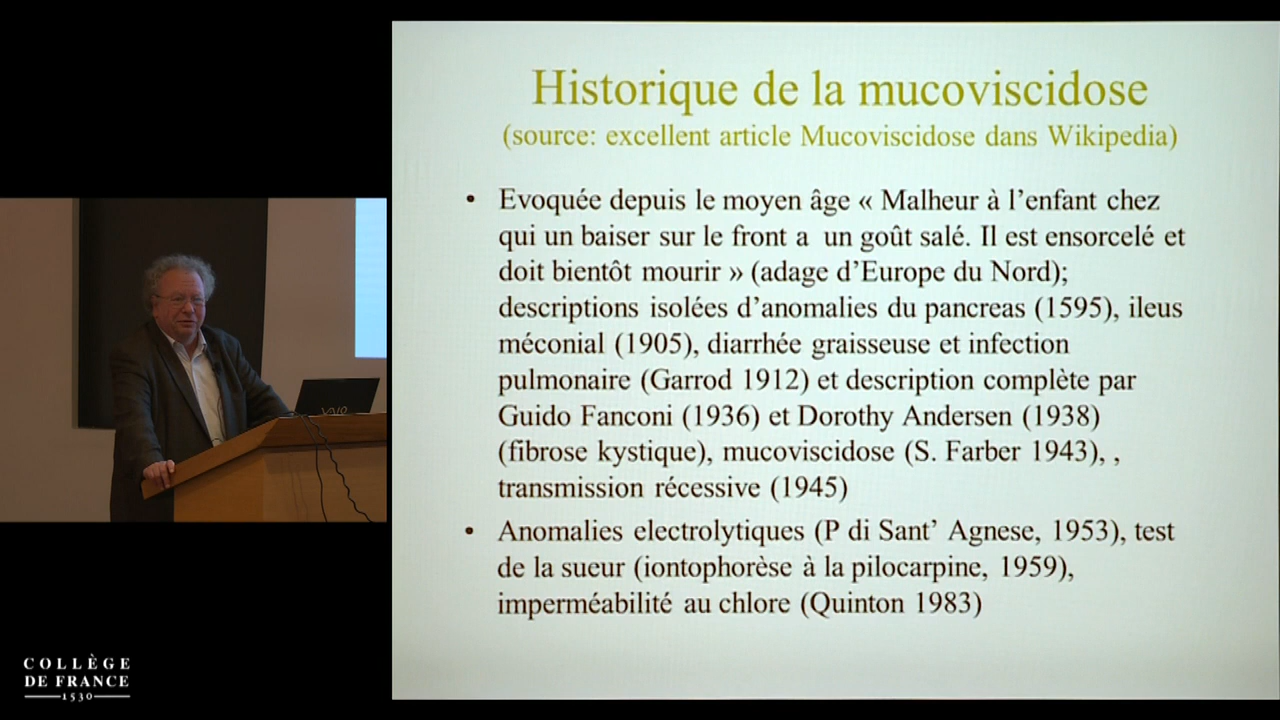 Historique de la mucoviscidose
(source: excellent article Mucoviscidose dans Wikipedia)
• Evoquée depuis le moyen âge « Malheur à l’enfant chez
qui un baiser sur le front a un goût salé. Il est ensorcelé et
doit bientôt mourir » (adage d’Europe du Nord);
descriptions isolées d’anomalies du pancreas (1595), ileus
méconial (1905), diarrhée graisseuse et infection
pulmonaire (Garrod 1912) et description complète par
Guido Fanconi (1936) et Dorothy Andersen (1938)
(fibrose kystique), mucoviscidose (S. Farber 1943), ,
transmission récessive (1945)
• Anomalies electrolytiques (P di Sant’ Agnese, 1953), test
de la sueur (iontophorèse à la pilocarpine, 1959),
imperméabilité au chlore (Quinton 1983)
VAIO
COLLÈGE
DE FRANCE
1530